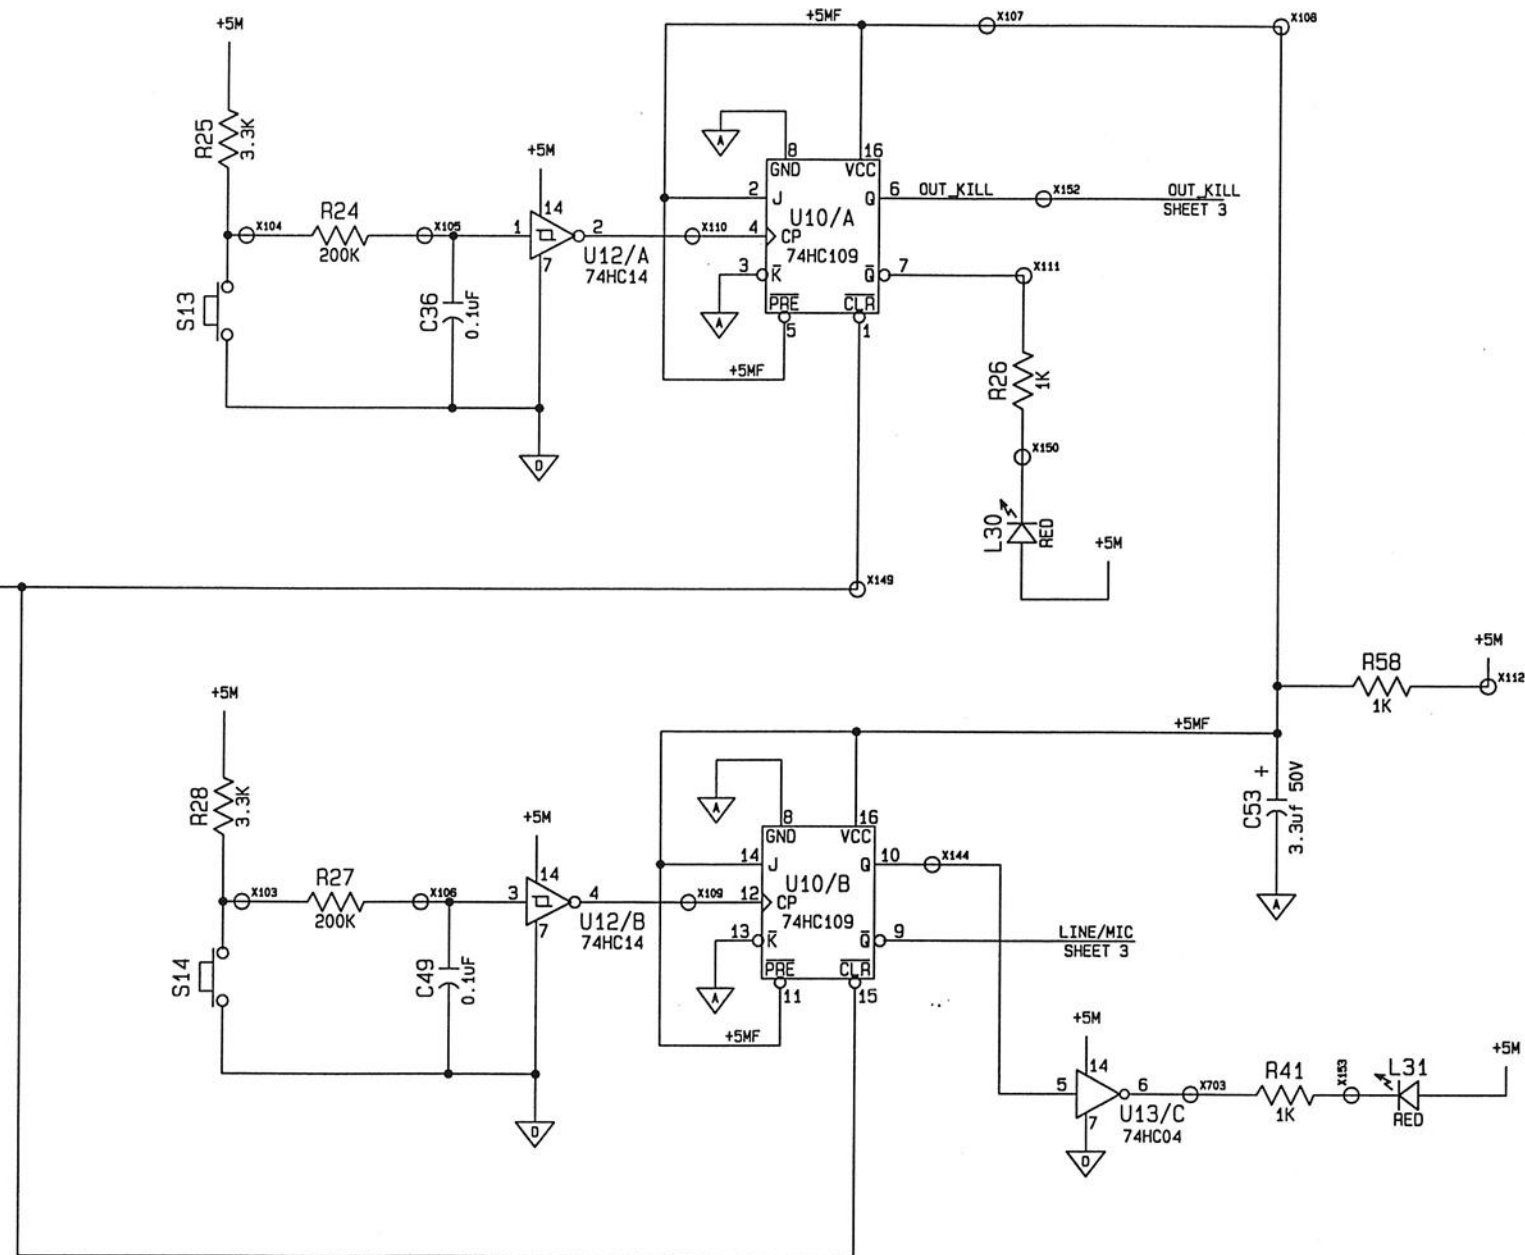 +5M
+5MF
X107
X108
R25
3.3K
+5M
A
8
16
GND
VCC
2
J
Q
6
OUT_KILL
X152
OUT_KILL
SHEET 3
U10/A
X104
R24
200K
X105
1
14
2
7
U12/A
74HC14
X110
4
CP
74HC109
3
K
Q
7
X111
A
PRE
CLR
5
1
S13
C36
0.1uF
+5MF
R26
1K
D
X150
L30
RED
+5M
X149
+5M
R58
1K
X112
+5M
+5MF
R28
3.3K
A
+ 50V
C53
3.3uf
+5M
8
16
GND
VCC
14
J
Q
10
X144
U10/B
A
X103
R27
200K
X106
3
14
4
7
U12/B
74HC14
X109
12
CP
74HC109
13
K
Q
9
LINE/MIC
SHEET 3
S14
C49
0.1uF
A
PRE
CLR
11
15
+5MF
+5M
14
5
6
7
U13/C
74HC04
X703
R41
1K
X153
L31
RED
+5M
D
D